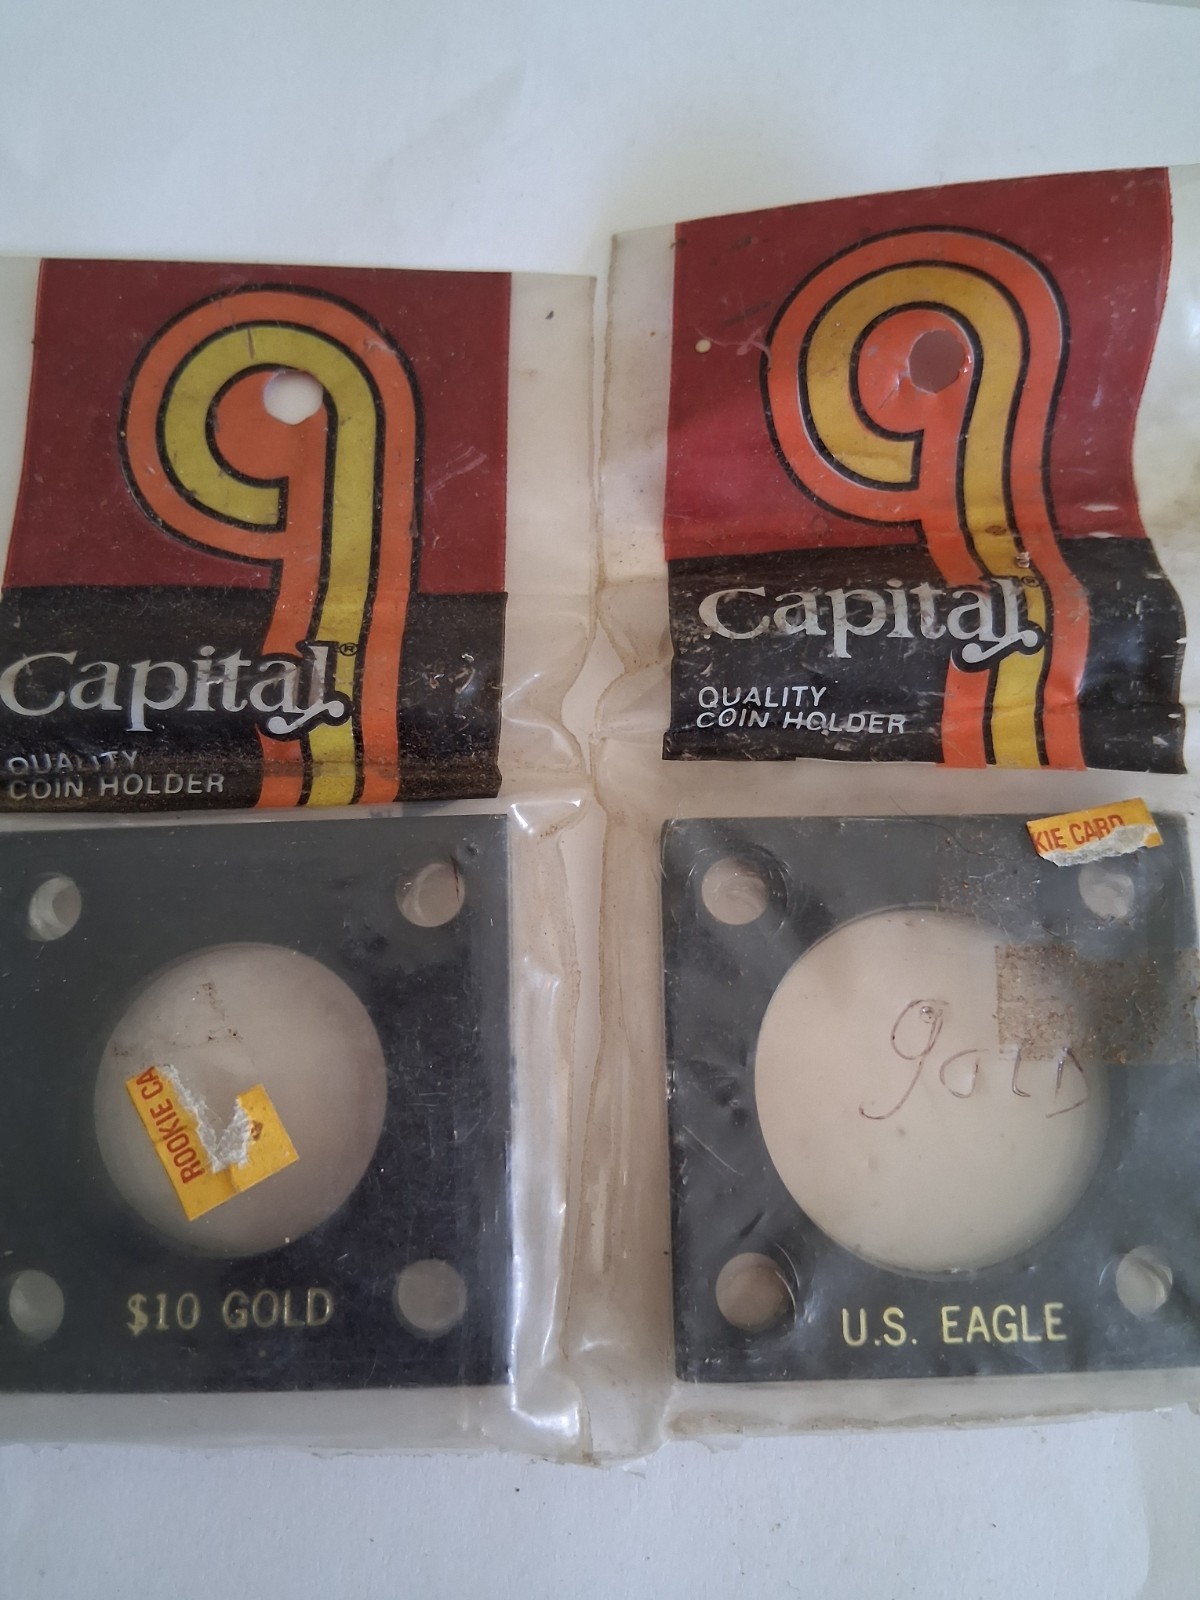 Capital®
QUALITY
COIN HOLDER
ROOKIE CA
$10 GOLD
Capital®
QUALITY
COIN HOLDER
KIE CARD
gOLD
U.S. EAGLE